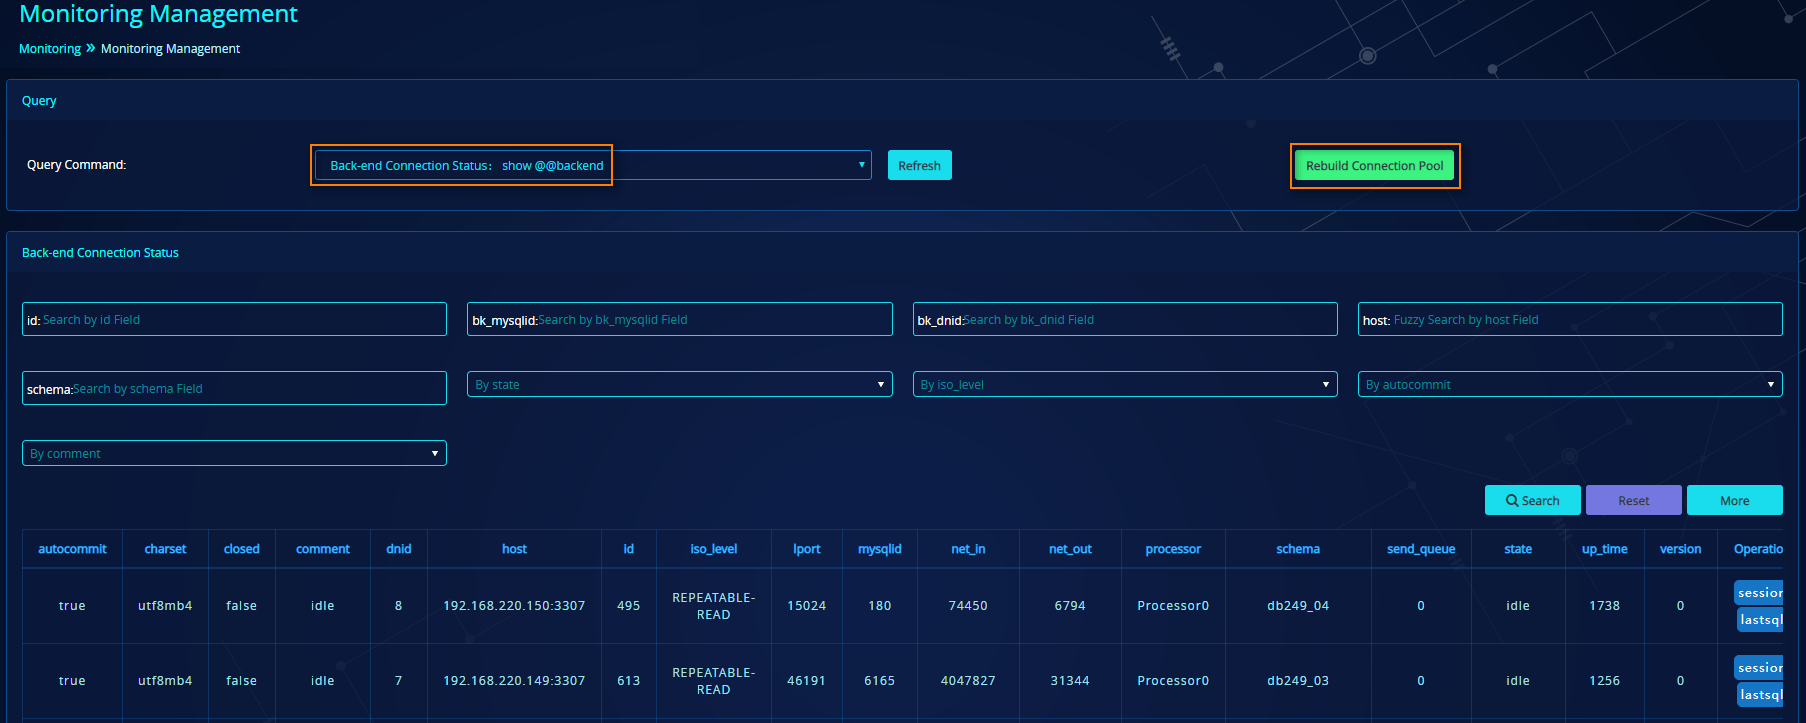 Monitoring Management
Monitoring » Monitoring Management
Query
Query Command:
Back-end Connection Status: show @@backend
Refresh
Rebuild Connection Pool
Back-end Connection Status
id: Search by id Field
bk_mysqlid:Search by bk_mysqlid Field
bk_dnid:Search by bk_dnid Field
host: Fuzzy Search by host Field
schema:Search by schema Field
By state
By iso_level
By autocommit
By comment
Search
Reset
More
autocommit charset closed comment dnid host id iso_level lport mysqlid net_in net_out processor schema send_queue state up_time version Operatio
true utf8mb4 false idle 8 192.168.220.150:3307 495 REPEATABLE-READ 15024 180 74450 6794 Processor0 db249_04 0 idle 1738 0 session
lastsql
true utf8mb4 false idle 7 192.168.220.149:3307 613 REPEATABLE-READ 46191 6165 4047827 31344 Processor0 db249_03 0 idle 1256 0 session
lastsql